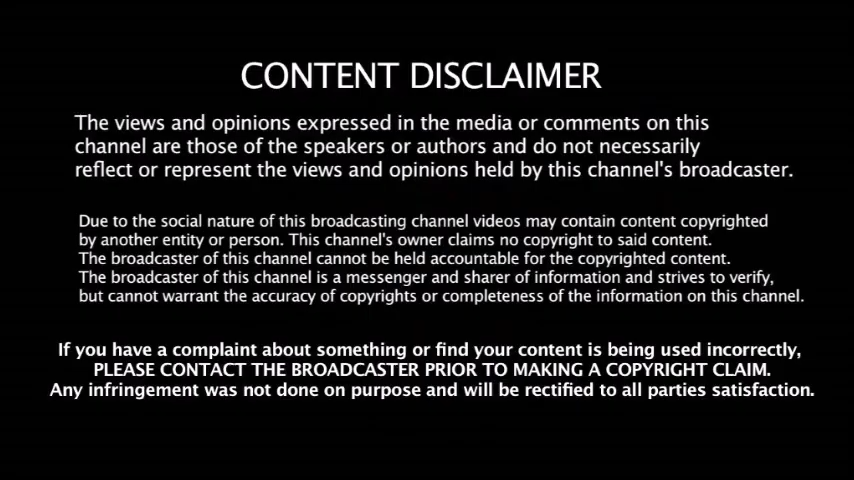 CONTENT DISCLAIMER
The views and opinions expressed in the media or comments on this
channel are those of the speakers or authors and do not necessarily
reflect or represent the views and opinions held by this channel's broadcaster.
Due to the social nature of this broadcasting channel videos may contain content copyrighted
by another entity or person. This channel's owner claims no copyright to said content.
The broadcaster of this channel cannot be held accountable for the copyrighted content.
The broadcaster of this channel is a messenger and sharer of information and strives to verify,
but cannot warrant the accuracy of copyrights or completeness of the information on this channel.
If you have a complaint about something or find your content is being used incorrectly,
PLEASE CONTACT THE BROADCASTER PRIOR TO MAKING A COPYRIGHT CLAIM.
Any infringement was not done on purpose and will be rectified to all parties satisfaction.